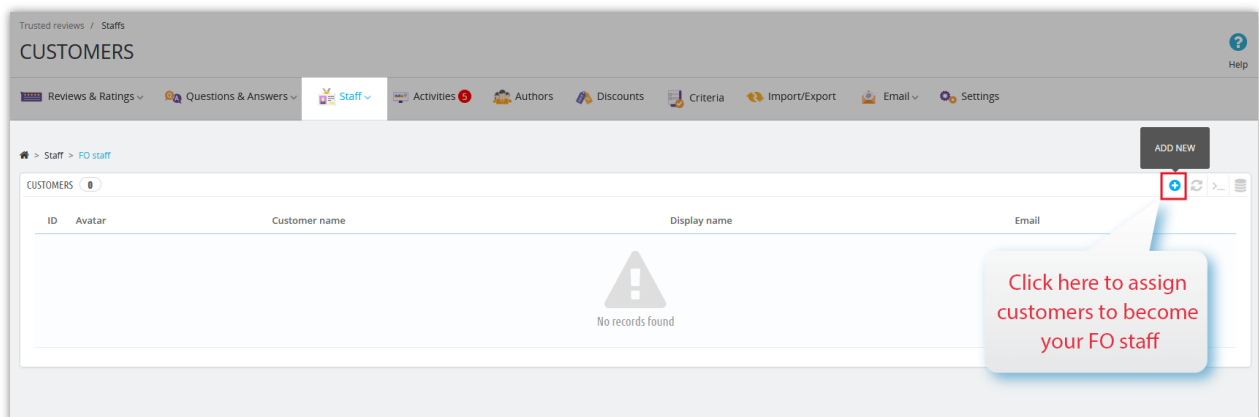 Trusted reviews / Staffs
CUSTOMERS
Help
Reviews & Ratings Questions & Answers Staff Activities 5 Authors Discounts Criteria Import/Export Email Settings
ADD NEW
> Staff > FO staff
CUSTOMERS 0
ID Avatar Customer name Display name Email
No records found
Click here to assign
customers to become
your FO staff